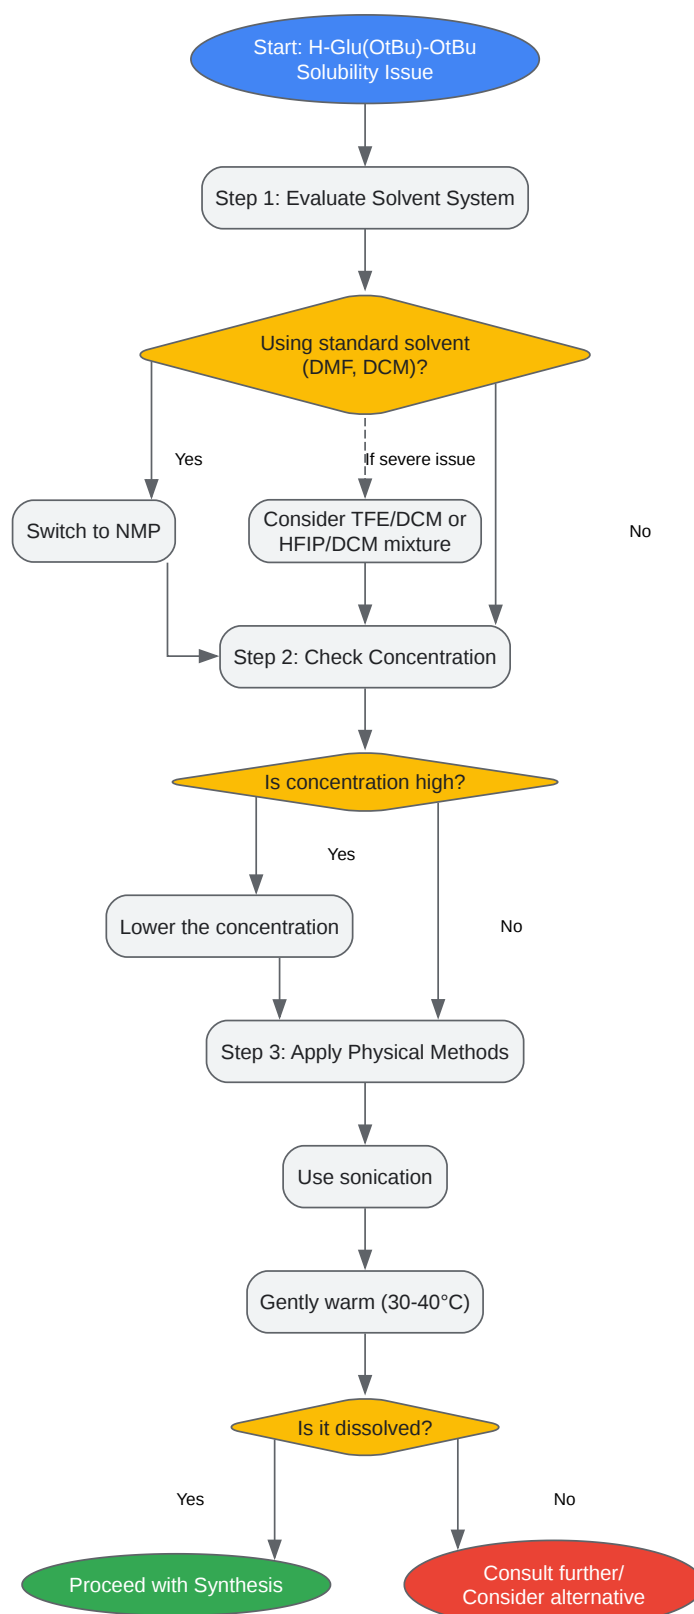 Start: H-Glu(OtBu)-OtBu
Solubility Issue
Step 1: Evaluate Solvent System
Using standard solvent
(DMF, DCM)?
Yes
If severe issue
No
Switch to NMP
Consider TFE/DCM or
HFIP/DCM mixture
Step 2: Check Concentration
Is concentration high?
Yes
No
Lower the concentration
Step 3: Apply Physical Methods
Use sonication
Gently warm (30-40°C)
Is it dissolved?
Yes
No
Proceed with Synthesis
Consult further/
Consider alternative